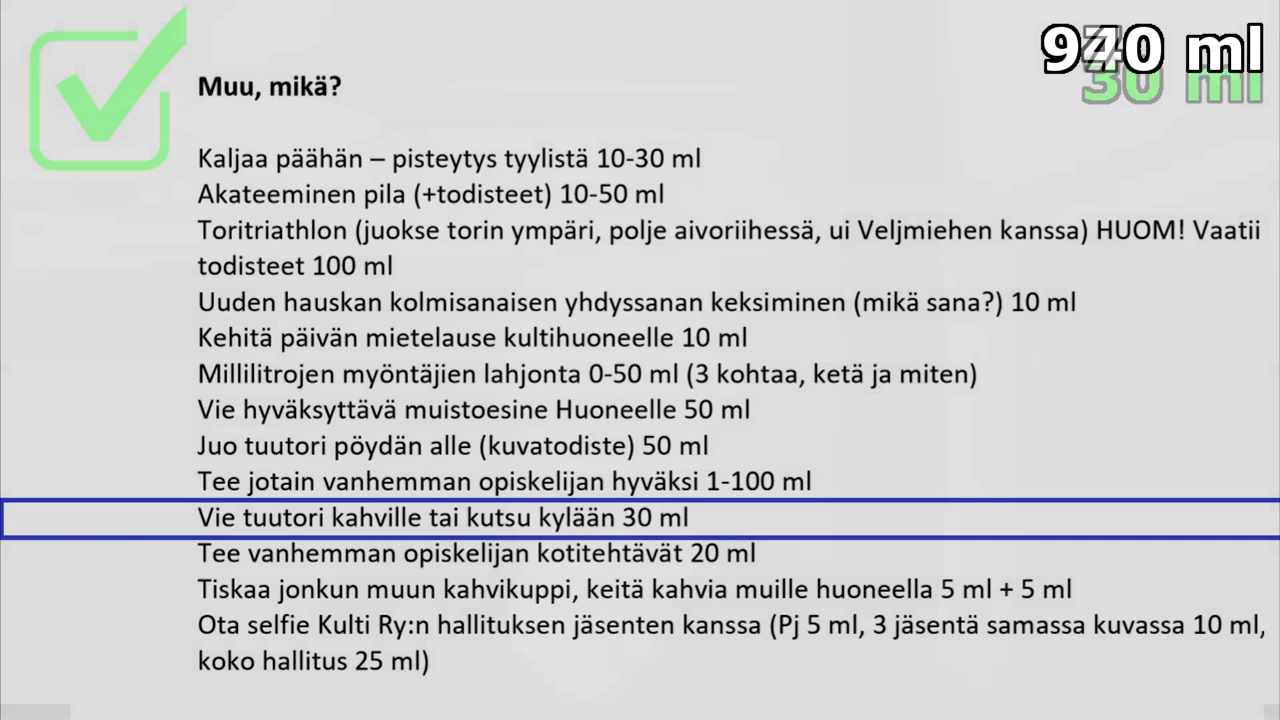 ml
30 ml
Muu, mikä?
Kaljaa päähän – pisteytys tyylistä 10-30 ml
Akateeminen pila (+todisteet) 10-50 ml
Toritriathlon (juokse torin ympäri, polje aivoriihessä, ui Veljmiehen kanssa) HUOM! Vaatii
todisteet 100 ml
Uuden hauskan kolmisanaisen yhdyssanan keksiminen (mikä sana?) 10 ml
Kehitä päivän mietelause kultihuoneelle 10 ml
Millilitrojen myöntäjien lahjonta 0-50 ml (3 kohtaa, ketä ja miten)
Vie hyväksyttävä muistoesine Huoneelle 50 ml
Juo tuutori pöydän alle (kuvatodiste) 50 ml
Tee jotain vanhemman opiskelijan hyväksi 1-100 ml
Vie tuutori kahville tai kutsu kylään 30 ml
Tee vanhemman opiskelijan kotitehtävät 20 ml
Tiskaa jonkun muun kahvikuppi, keitä kahvia muille huoneella 5 ml + 5 ml
Ota selfie Kulti Ry:n hallituksen jäsenten kanssa (Pj 5 ml, 3 jäsentä samassa kuvassa 10 ml,
koko hallitus 25 ml)